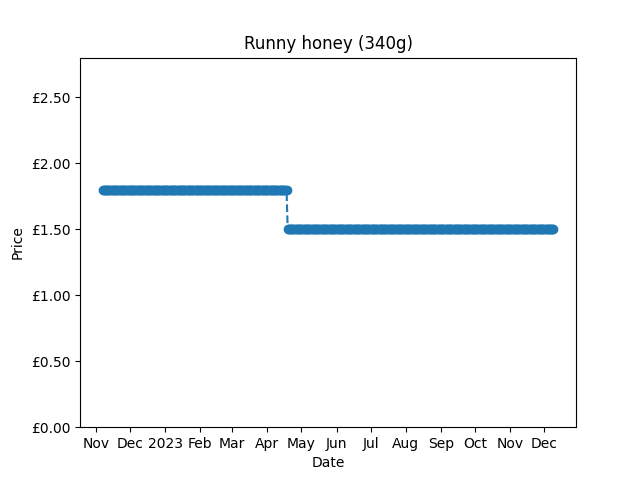 Runny honey (340g)
£2.50
£2.00
£1.50
£1.00
£0.50
£0.00
Price
Nov Dec 2023 Feb Mar Apr May Jun Jul Aug Sep Oct Nov Dec
Date